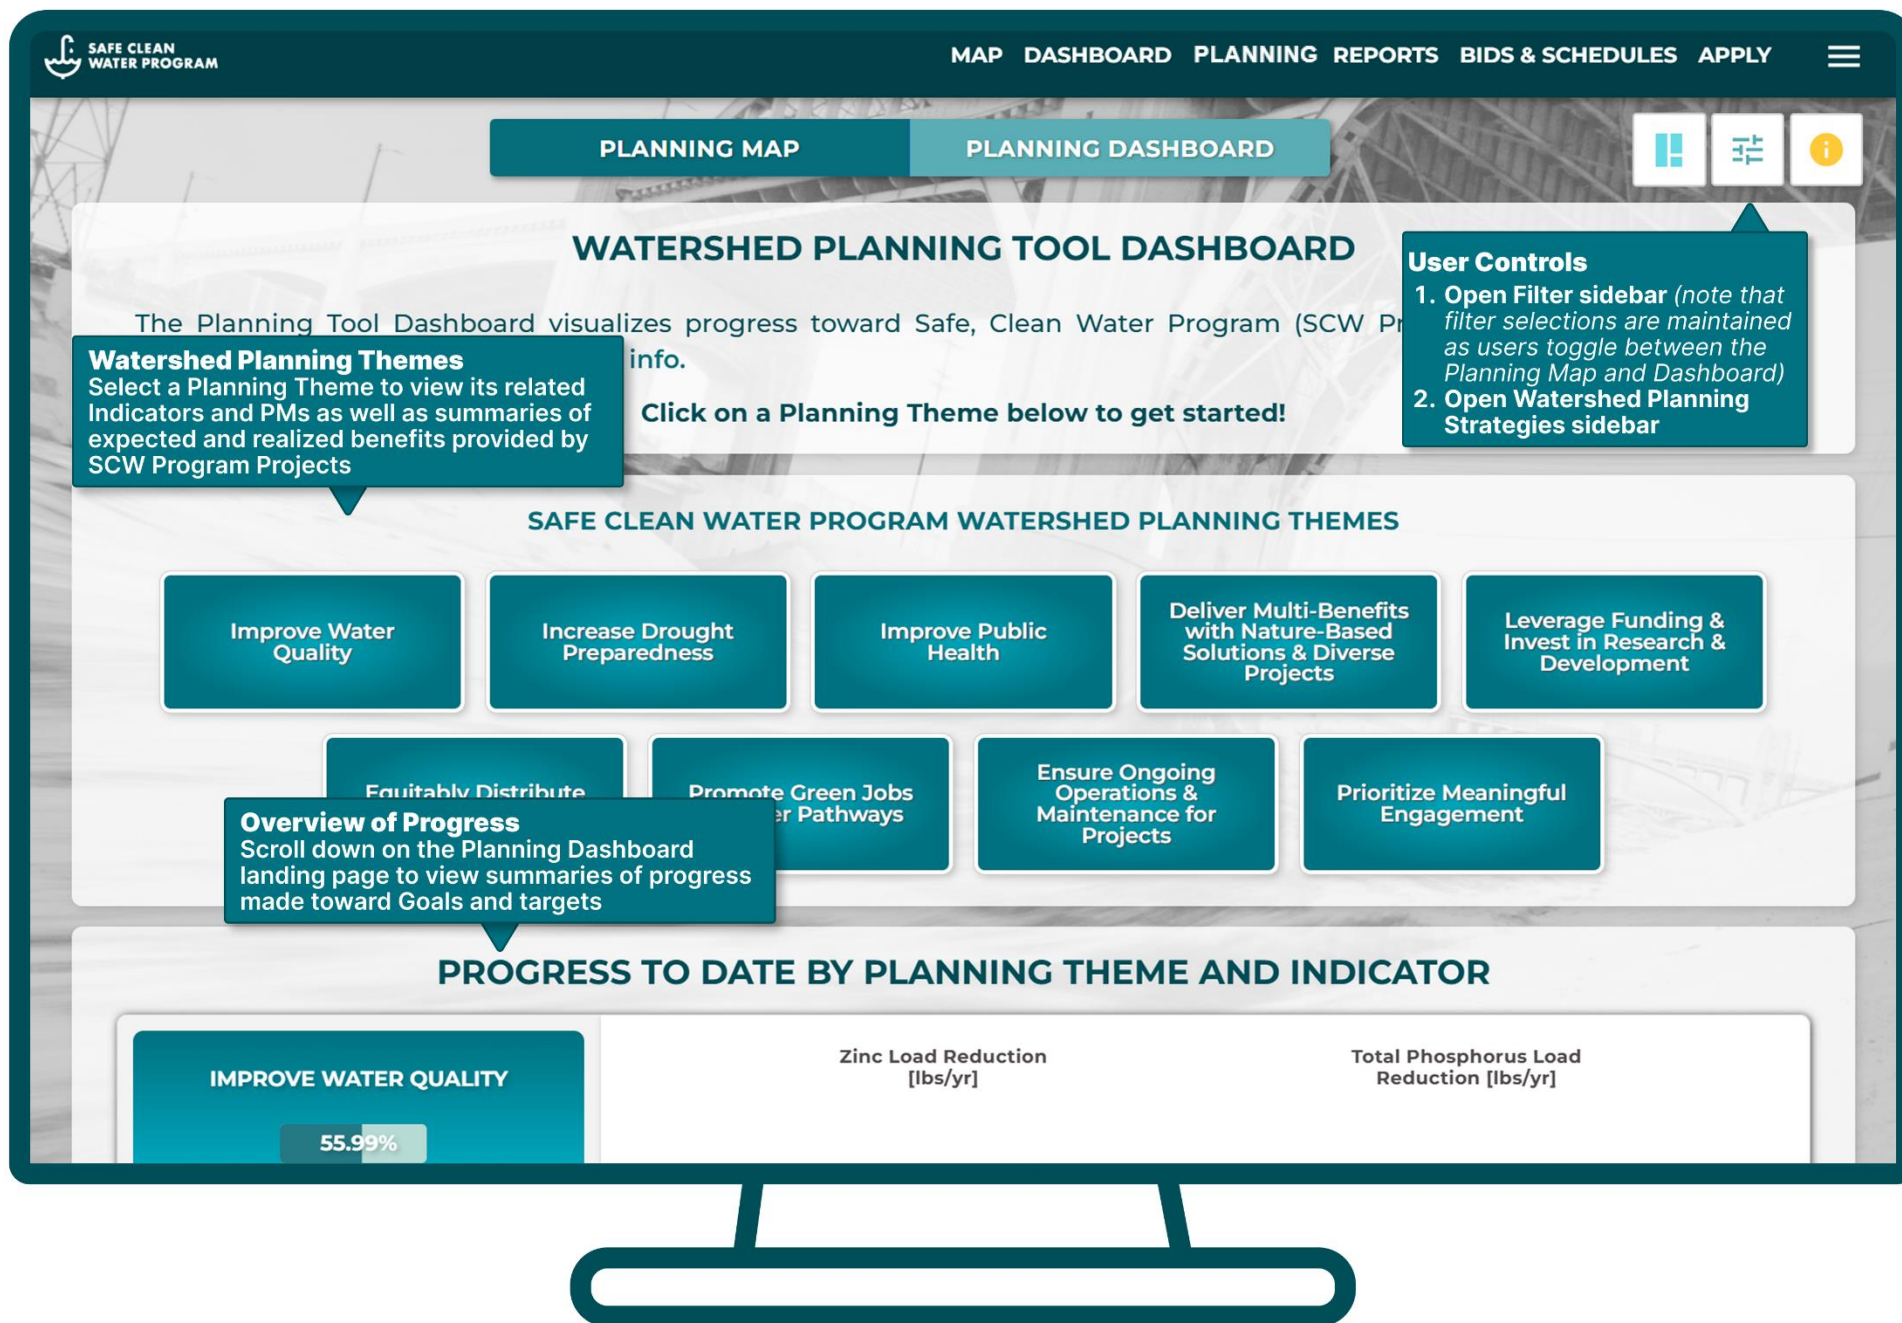 SAFE CLEAN
WATER PROGRAM
MAP DASHBOARD PLANNING REPORTS BIDS & SCHEDULES APPLY
PLANNING MAP
PLANNING DASHBOARD
WATERSHED PLANNING TOOL DASHBOARD
The Planning Tool Dashboard visualizes progress toward Safe, Clean Water Program (SCW
info.
Click on a Planning Theme below to get started!
User Controls
1. Open Filter sidebar (note that
filter selections are maintained
as users toggle between the
Planning Map and Dashboard)
2. Open Watershed Planning
Strategies sidebar
Watershed Planning Themes
Select a Planning Theme to view its related
Indicators and PMs as well as summaries of
expected and realized benefits provided by
SCW Program Projects
SAFE CLEAN WATER PROGRAM WATERSHED PLANNING THEMES
Improve Water
Quality
Increase Drought
Preparedness
Improve Public
Health
Deliver Multi-Benefits
with Nature-Based
Solutions & Diverse
Projects
Leverage Funding &
Invest in Research &
Development
Equitably Distribute
Promote Green Jobs
Pathways
Ensure Ongoing
Operations &
Maintenance for
Projects
Prioritize Meaningful
Engagement
Overview of Progress
Scroll down on the Planning Dashboard
landing page to view summaries of progress
made toward Goals and targets
PROGRESS TO DATE BY PLANNING THEME AND INDICATOR
IMPROVE WATER QUALITY
55.99%
Zinc Load Reduction
[lbs/yr]
Total Phosphorus Load
Reduction [lbs/yr]